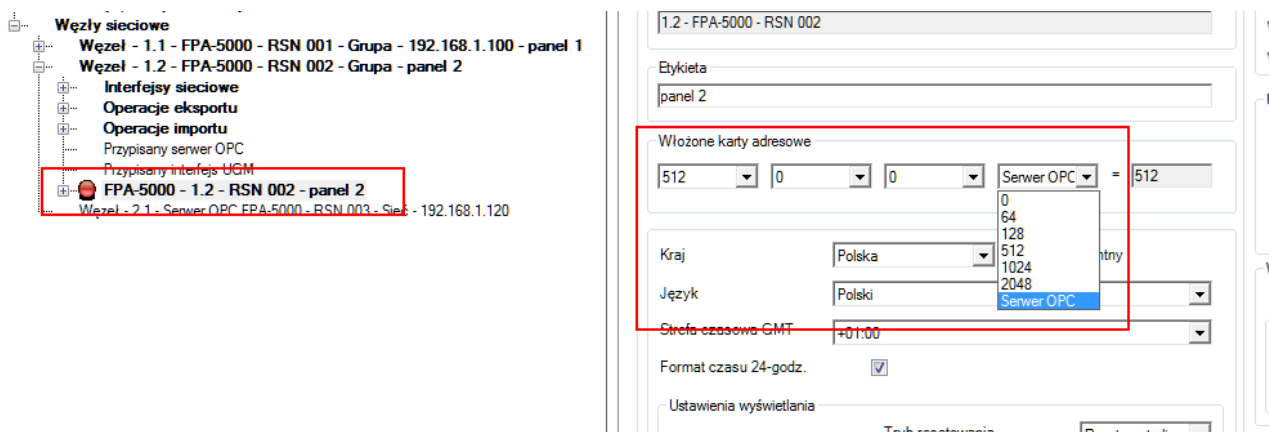 Węzły sieciowe
Węzeł - 1.1 - FPA-5000 - RSN 001 - Grupa - 192.168.1.100 - panel 1
Węzeł - 1.2 - FPA-5000 - RSN 002 - Grupa - panel 2
Interfejsy sieciowe
Operacje eksportu
Operacje importu
Przypisany serwer OPC
Przypisany interfejs UGM
FPA-5000 - 1.2 - RSN 002 - panel 2
Węzeł - 2.1 - Serwer OPC FPA-5000 - RSN 003 - Sieć - 192.168.1.120
1.2 - FPA-5000 - RSN 002
Etykieta
panel 2
Włożone karty adresowe
512 0 0 Serwer OPC = 512
0
64
128
512
1024
2048
Serwer OPC
Kraj Polska ntny
Język Polski
Strefa czasowa GMT +01:00
Format czasu 24-godz.
Ustawienia wyświetlania